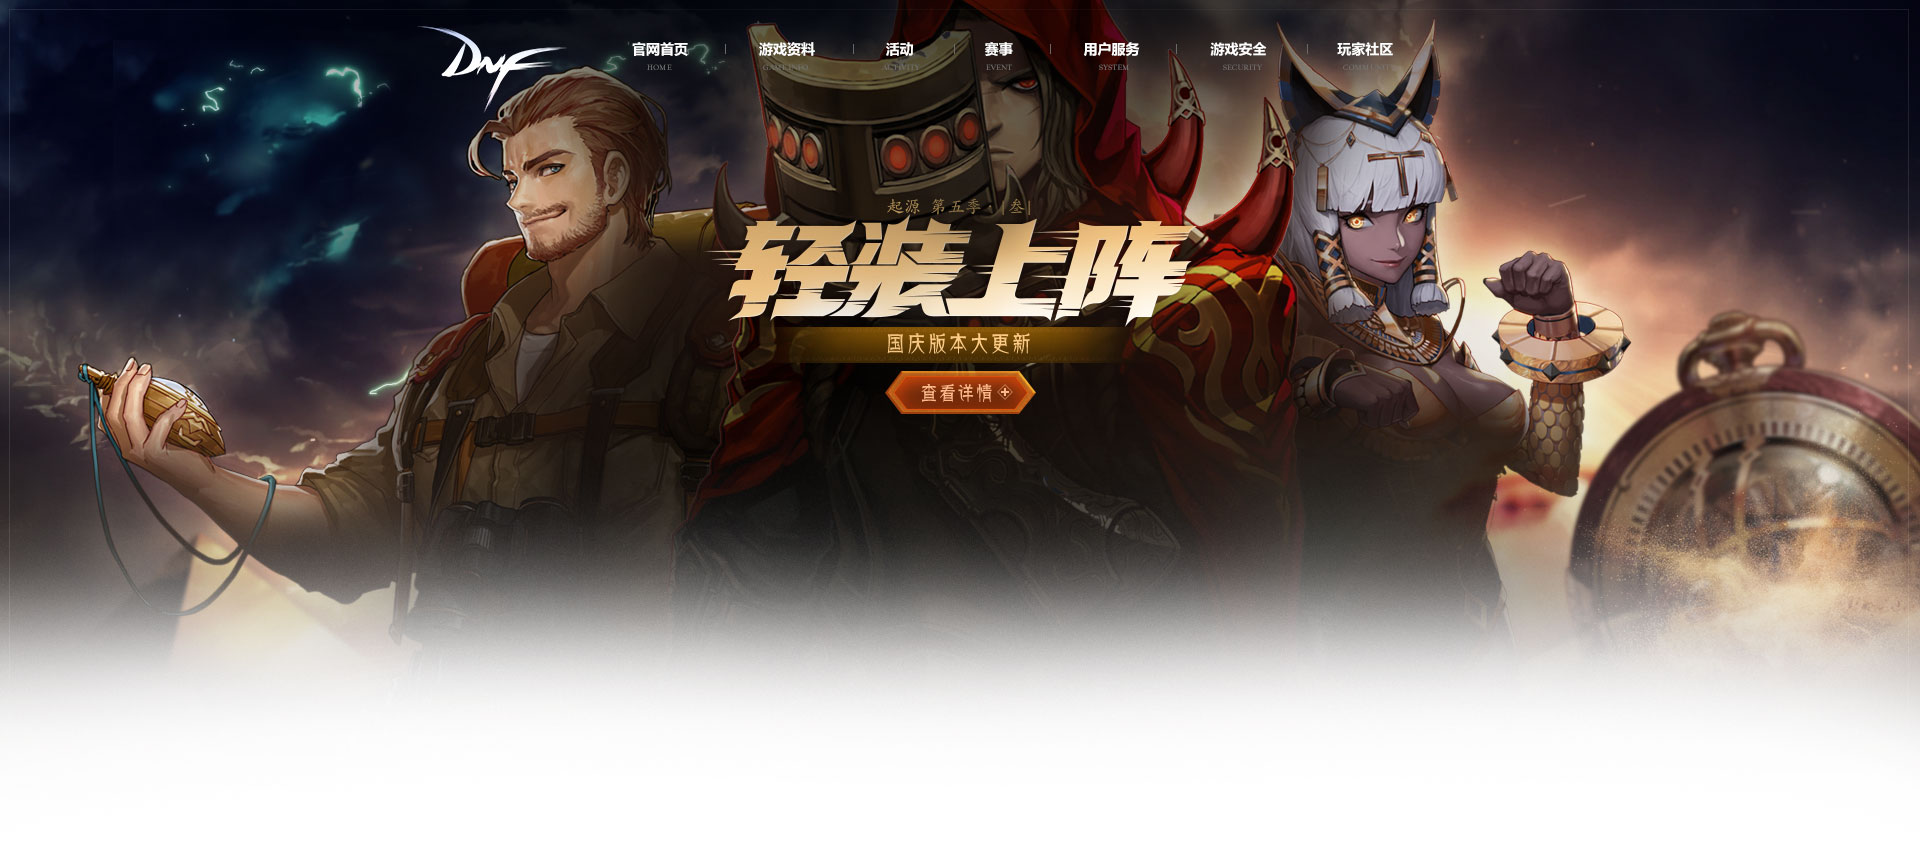 DNF
官网首页 游戏资料 活动 赛事 用户服务 游戏安全 玩家社区
HOME GAME INFO ACTIVITY EVENT SYSTEM SECURITY COMMUNITY
起源 第五季·|叁|
轻装上阵
国庆版本大更新
查看详情